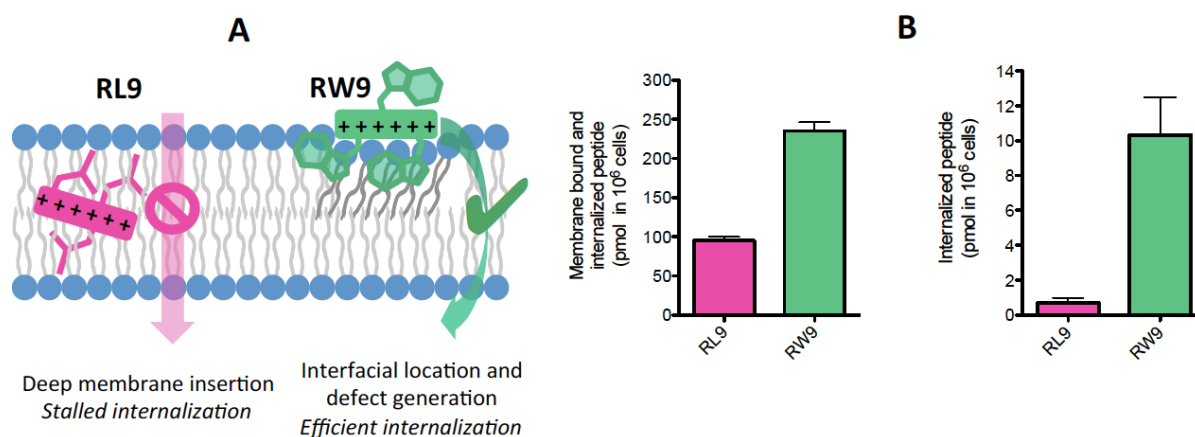 A
RL9
RW9
+ + + + + +
+ + + + + +
Deep membrane insertion
Stalled internalization
Interfacial location and
defect generation
Efficient internalization
B
Membrane bound and
internalized peptide
(pmol in 10⁶ cells)
300
250
200
150
100
50
0
RL9
RW9
Internalized peptide
(pmol in 10⁶ cells)
14
12
10
8
6
4
2
0
RL9
RW9